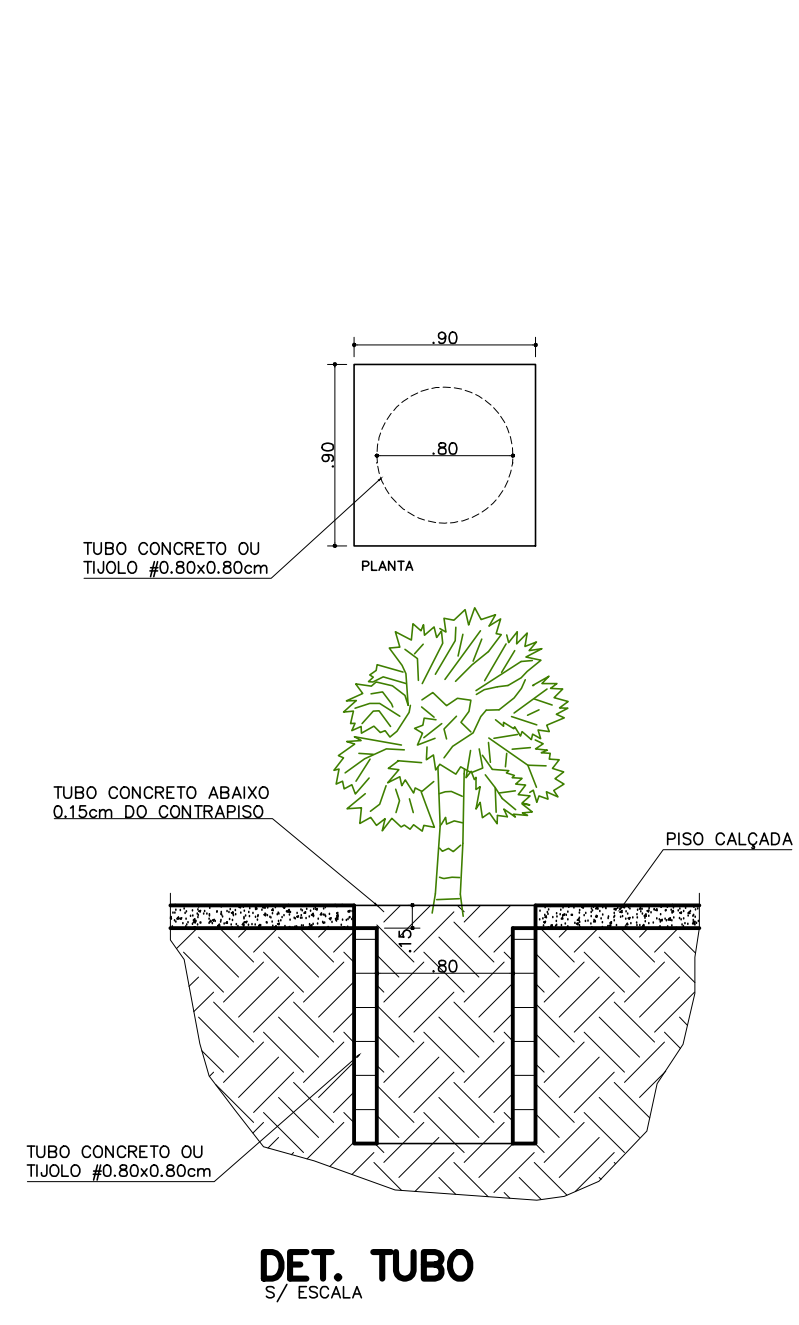 .90
.90
.80
TUBO CONCRETO OU
TIJOLO #0.80x0.80cm
PLANTA
TUBO CONCRETO ABAIXO
0.15cm DO CONTRAPISO
PISO CALÇADA
.15
.80
TUBO CONCRETO OU
TIJOLO #0.80x0.80cm
DET. TUBO
S/ ESCALA